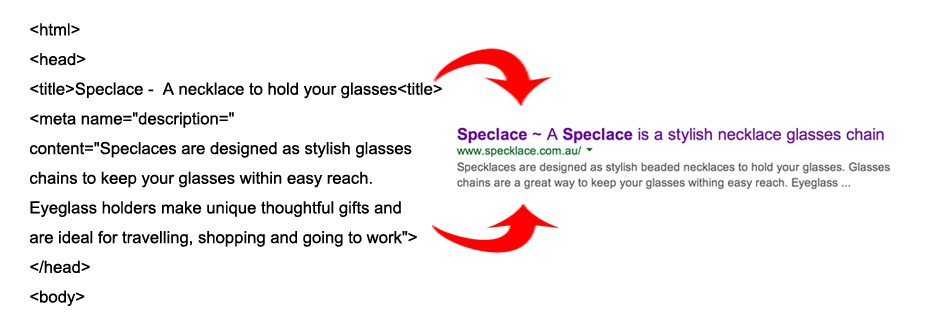 <html>
<head>
<title>Speclace -  A necklace to hold your glasses<title>
<meta name="description="
content="Speclaces are designed as stylish glasses
chains to keep your glasses within easy reach.
Eyeglass holders make unique thoughtful gifts and
are ideal for travelling, shopping and going to work">
</head>
<body>
Speclace ~ A Speclace is a stylish necklace glasses chain
www.specklace.com.au/
Specklaces are designed as stylish beaded necklaces to hold your glasses. Glasses
chains are a great way to keep your glasses withing easy reach. Eyeglass ...